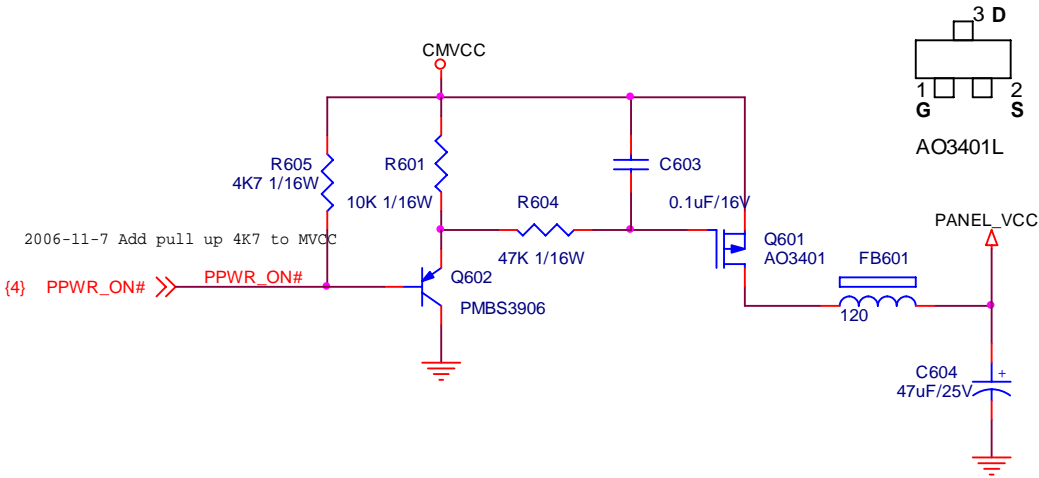 3 D
CMVCC
1
2
G
S
AO3401L
R605
4K7 1/16W
R601
10K 1/16W
C603
0.1uF/16V
R604
47K 1/16W
PANEL_VCC
2006-11-7 Add pull up 4K7 to MVCC
Q601
AO3401
FB601
120
{4} PPWR_ON#
PPWR_ON#
Q602
PMBS3906
C604
47uF/25V
+